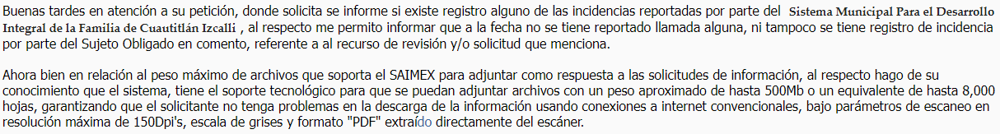 Buenas tardes en atención a su petición, donde solicita se informe si existe registro alguno de las incidencias reportadas por parte del Sistema Municipal Para el Desarrollo
Integral de la Familia de Cuautitlán Izcalli , al respecto me permito informar que a la fecha no se tiene reportado llamada alguna, ni tampoco se tiene registro de incidencia
por parte del Sujeto Obligado en comento, referente a al recurso de revisión y/o solicitud que menciona.
Ahora bien en relación al peso máximo de archivos que soporta el SAIMEX para adjuntar como respuesta a las solicitudes de información, al respecto hago de su
conocimiento que el sistema, tiene el soporte tecnológico para que se puedan adjuntar archivos con un peso aproximado de hasta 500Mb o un equivalente de hasta 8,000
hojas, garantizando que el solicitante no tenga problemas en la descarga de la información usando conexiones a internet convencionales, bajo parámetros de escaneo en
resolución máxima de 150Dpi's, escala de grises y formato "PDF" extraído directamente del escáner.